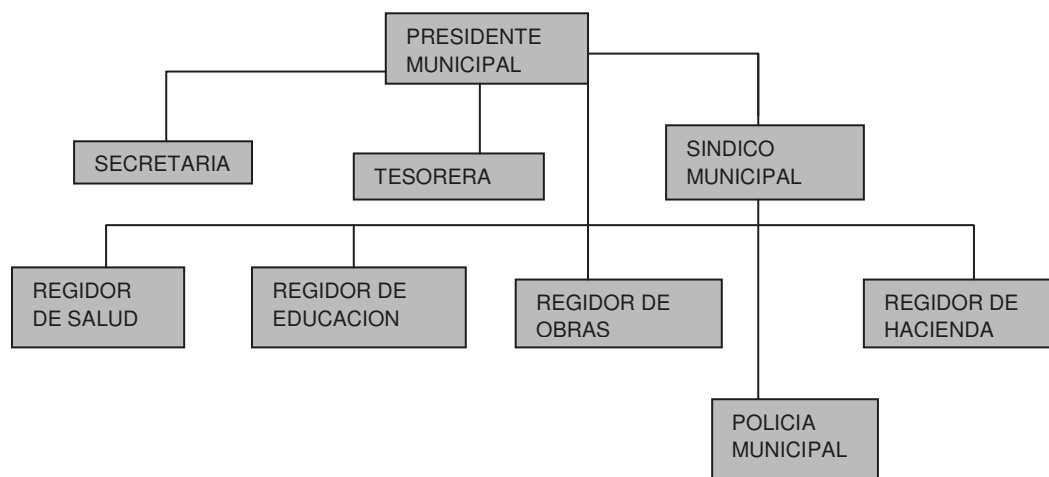 PRESIDENTE
MUNICIPAL
SECRETARIA
TESORERA
SINDICO
MUNICIPAL
REGIDOR
DE SALUD
REGIDOR DE
EDUCACION
REGIDOR DE
OBRAS
REGIDOR DE
HACIENDA
POLICIA
MUNICIPAL